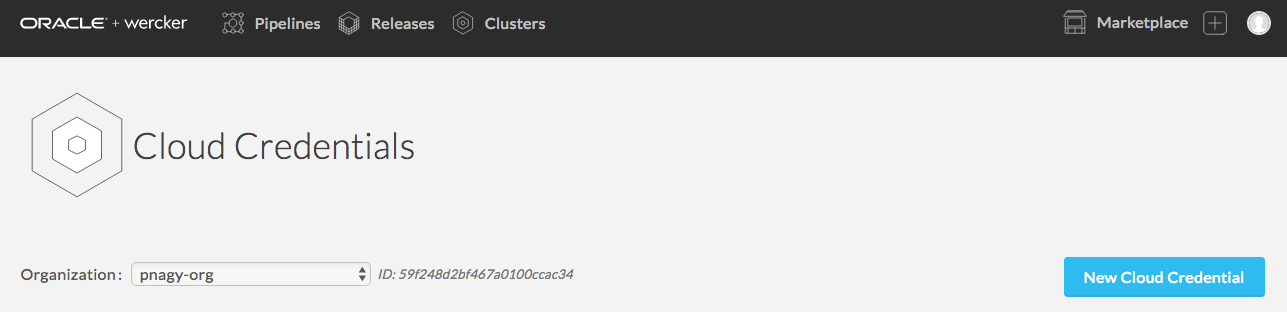 ORACLE® + wercker Pipelines Releases Clusters Marketplace
Cloud Credentials
Organization: pnagy-org ID: 59f248d2bf467a0100ccac34
New Cloud Credential